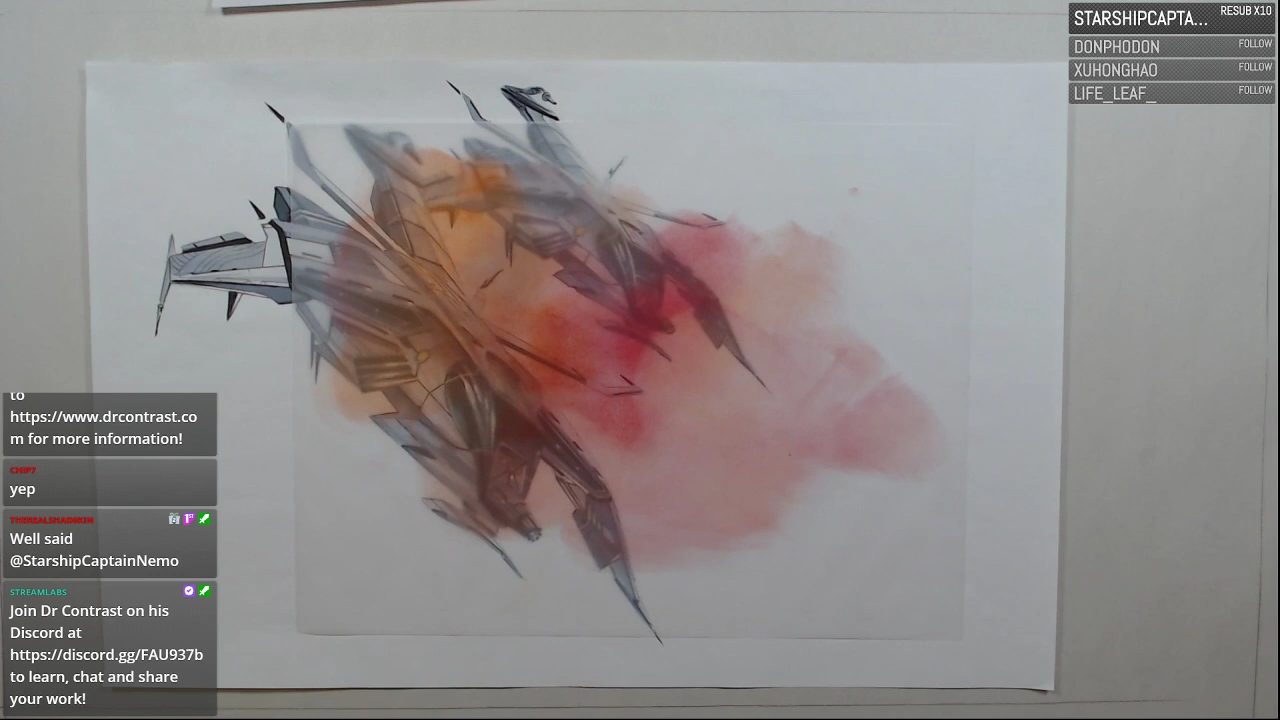 STARSHIPCAPTA...
RESUB X10
DONPHODON
FOLLOW
XUHONGHAO
FOLLOW
LIFE_LEAF_
FOLLOW
to
https://www.drcontrast.co
m for more information!
CHIP7
yep
THEREALSHADMON
Well said
@StarshipCaptainNemo
STREAMLABS
Join Dr Contrast on his
Discord at
https://discord.gg/FAU937b
to learn, chat and share
your work!